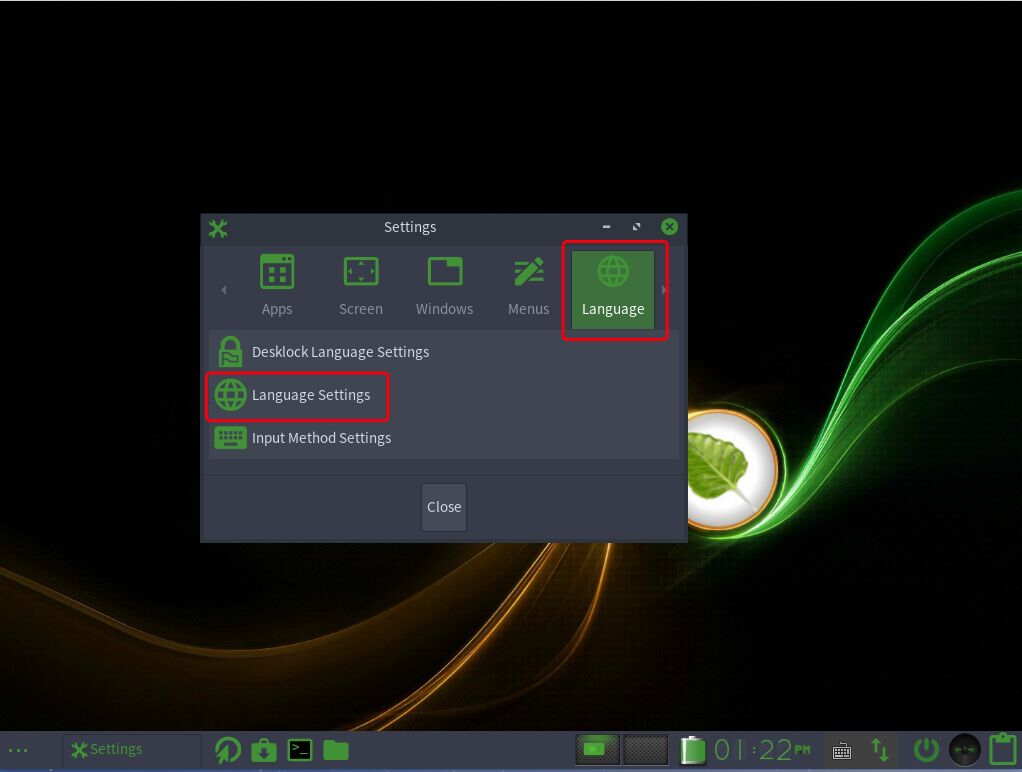 Settings
Apps
Screen
Windows
Menus
Language
Desklock Language Settings
Language Settings
Input Method Settings
Close
Settings
>_
01:22PM